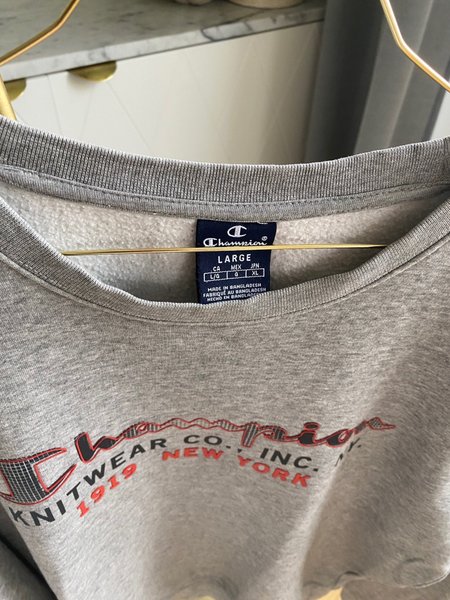 Champion®
LARGE
CA MEX JPN
L/G G XL
MADE IN BANGLADESH
FABRIQUÉ AU BANGLADESH
HECHO EN BANGLADESH
Champion
KNITWEAR CO., INC.
1919 NEW YORK